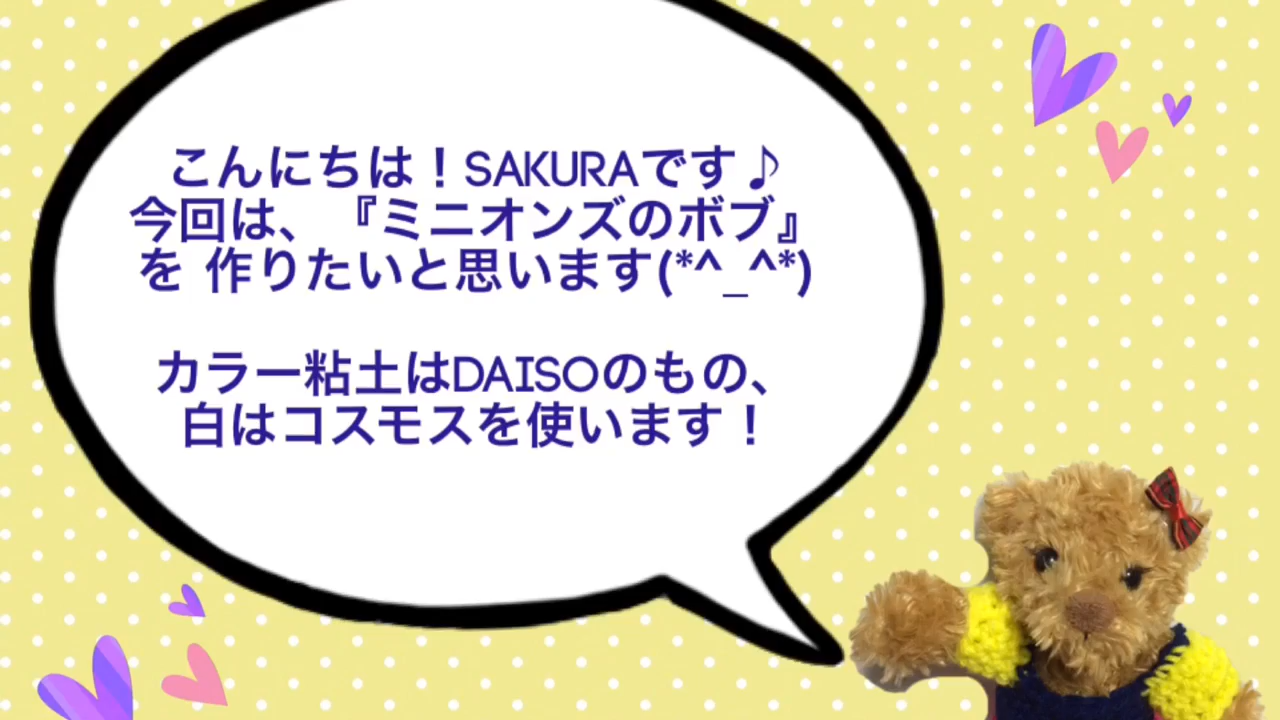 こんにちは！SAKURAです♪
今回は、『ミニオンズのボブ』
を 作りたいと思います(*^_^*)
カラー粘土はDAISOのもの、
白はコスモスを使います！